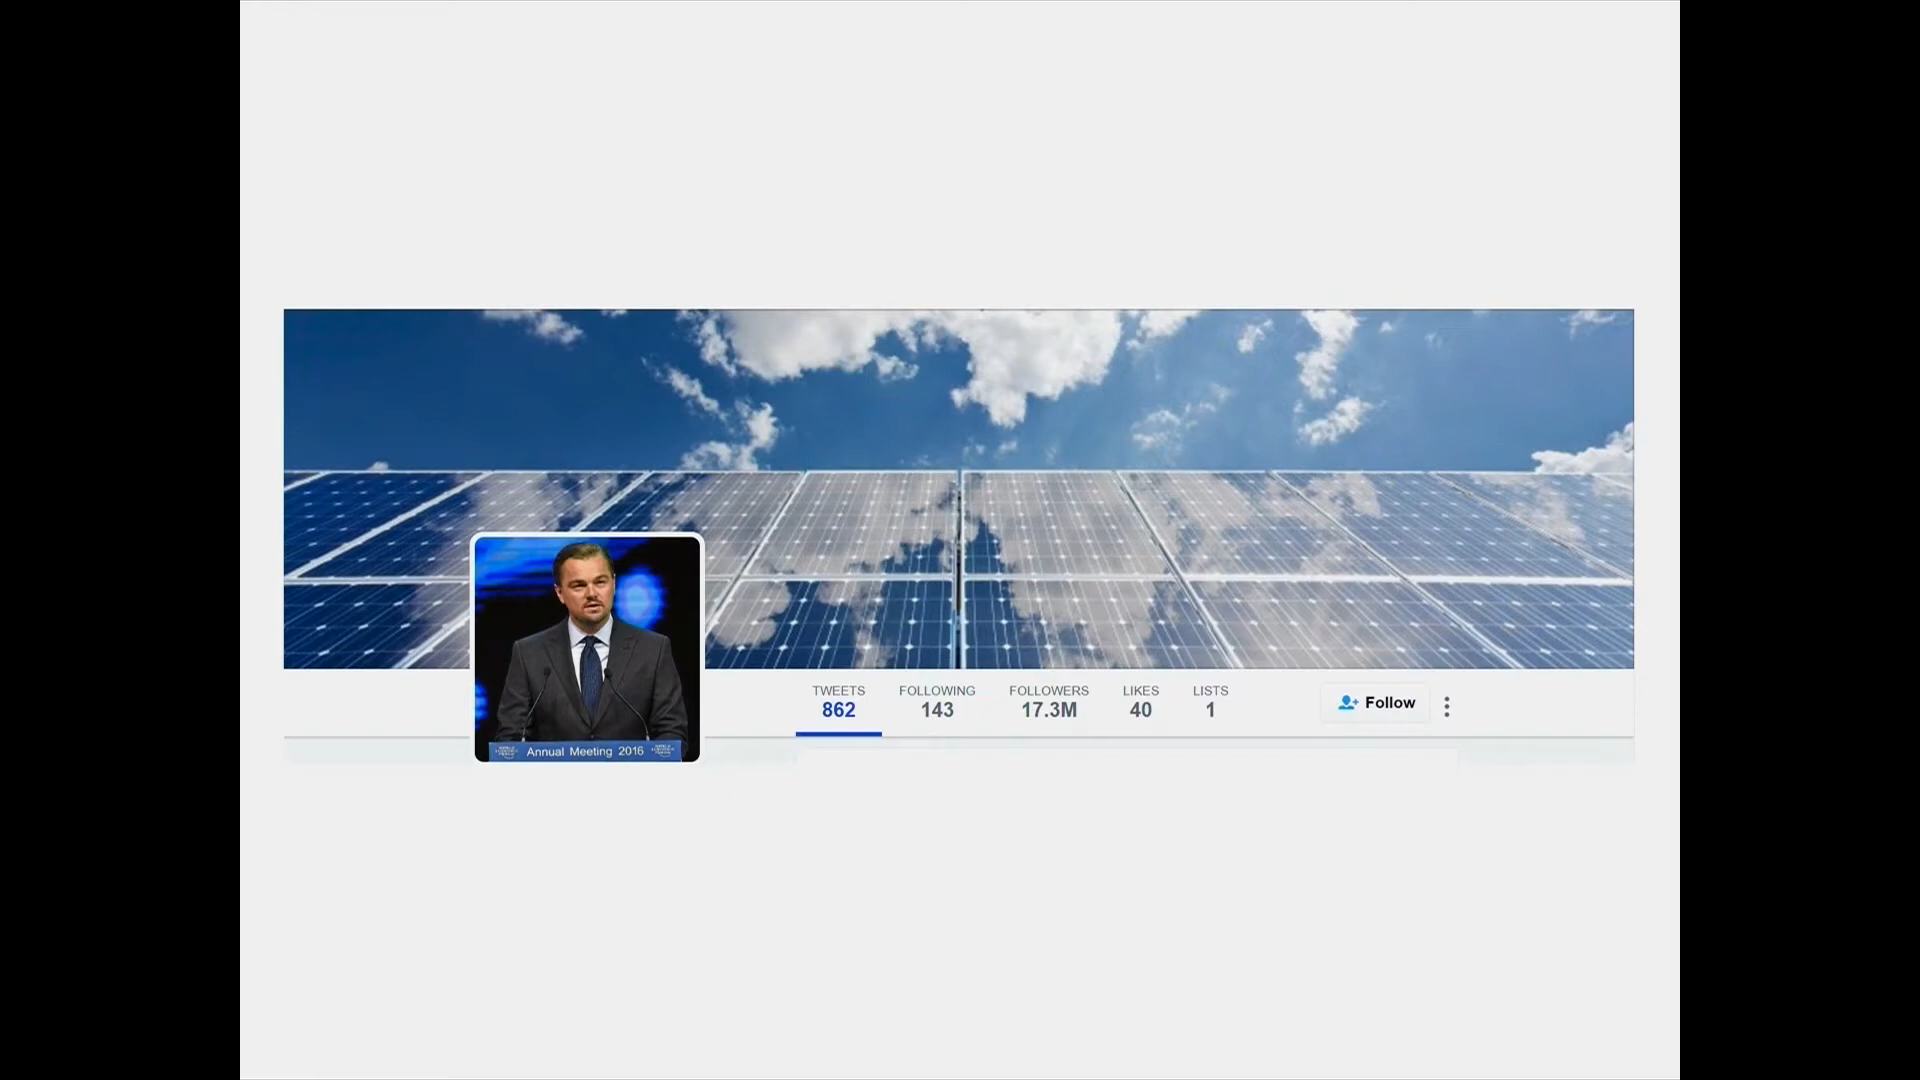 TWEETS FOLLOWING FOLLOWERS LIKES LISTS
862 143 17.3M 40 1
Follow
Annual Meeting 2016